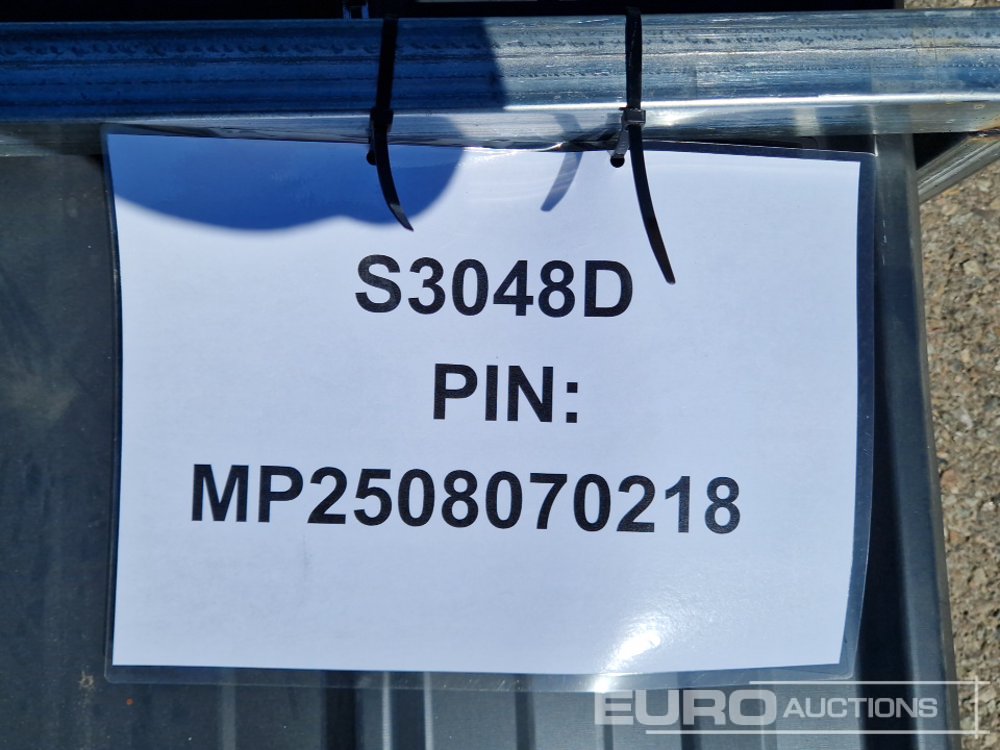 S3048D
PIN:
MP2508070218
EURO AUCTIONS